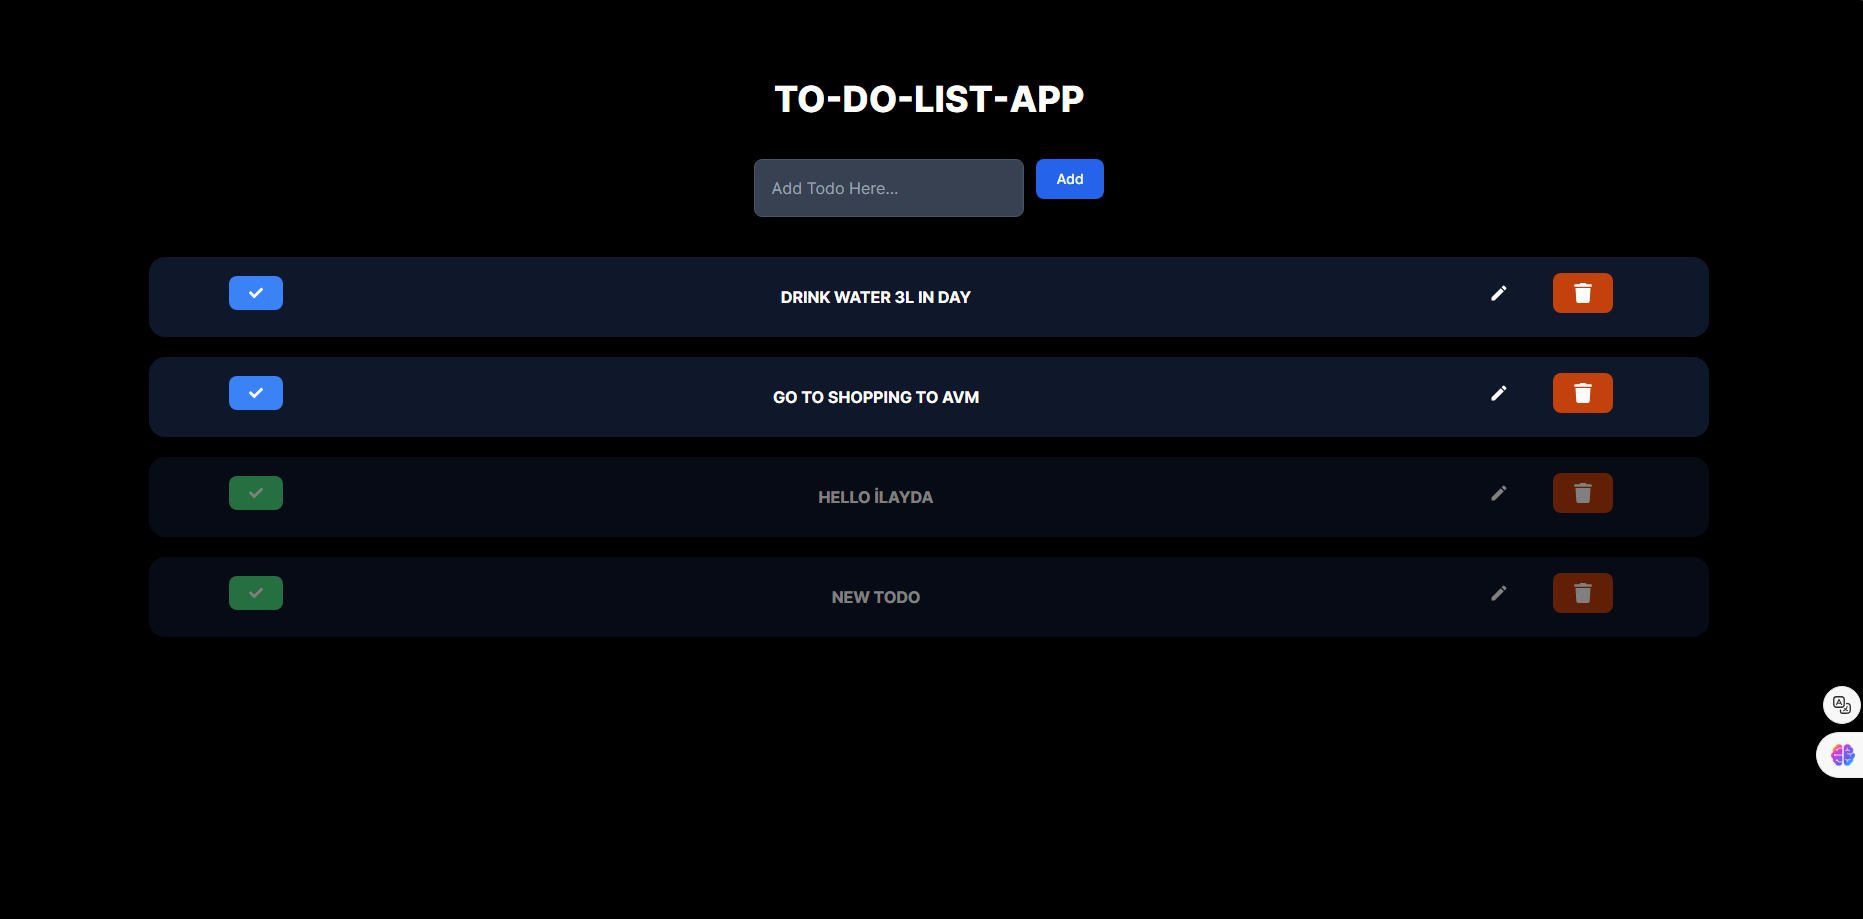 TO-DO-LIST-APP
Add Todo Here...
Add
DRINK WATER 3L IN DAY
GO TO SHOPPING TO AVM
HELLO İLAYDA
NEW TODO